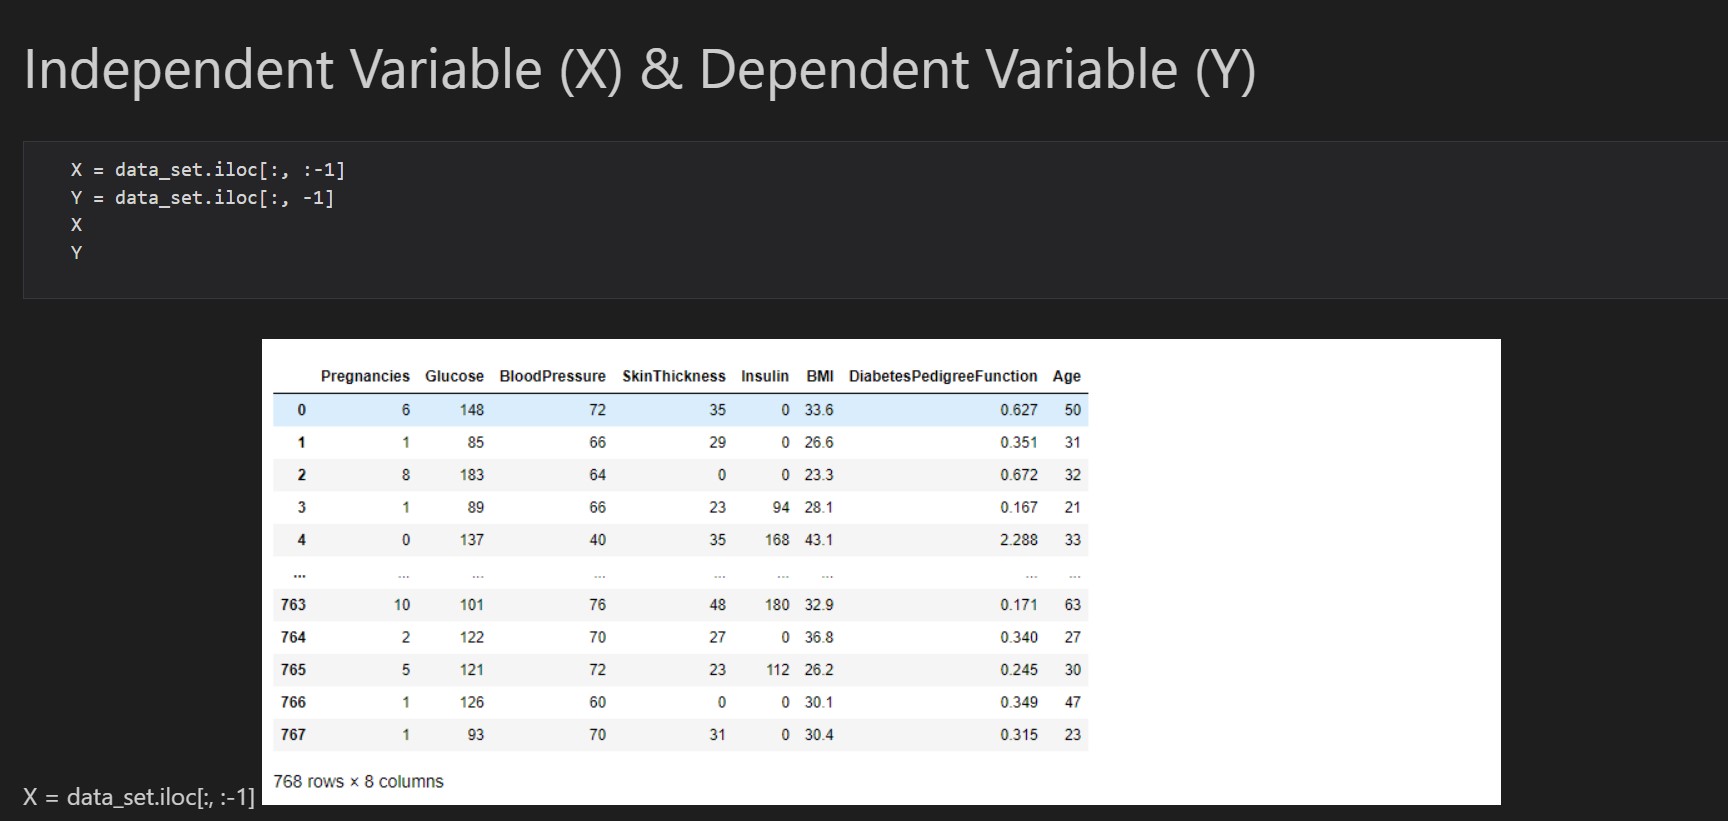 Independent Variable (X) & Dependent Variable (Y)
X = data_set.iloc[:, :-1]
Y = data_set.iloc[:, -1]
X
Y
Pregnancies Glucose BloodPressure SkinThickness Insulin BMI DiabetesPedigreeFunction Age
0 6 148 72 35 0 33.6 0.627 50
1 1 85 66 29 0 26.6 0.351 31
2 8 183 64 0 0 23.3 0.672 32
3 1 89 66 23 94 28.1 0.167 21
4 0 137 40 35 168 43.1 2.288 33
... ... ... ... ... ... ... ... ...
763 10 101 76 48 180 32.9 0.171 63
764 2 122 70 27 0 36.8 0.340 27
765 5 121 72 23 112 26.2 0.245 30
766 1 126 60 0 0 30.1 0.349 47
767 1 93 70 31 0 30.4 0.315 23
768 rows × 8 columns
X = data_set.iloc[:, :-1]